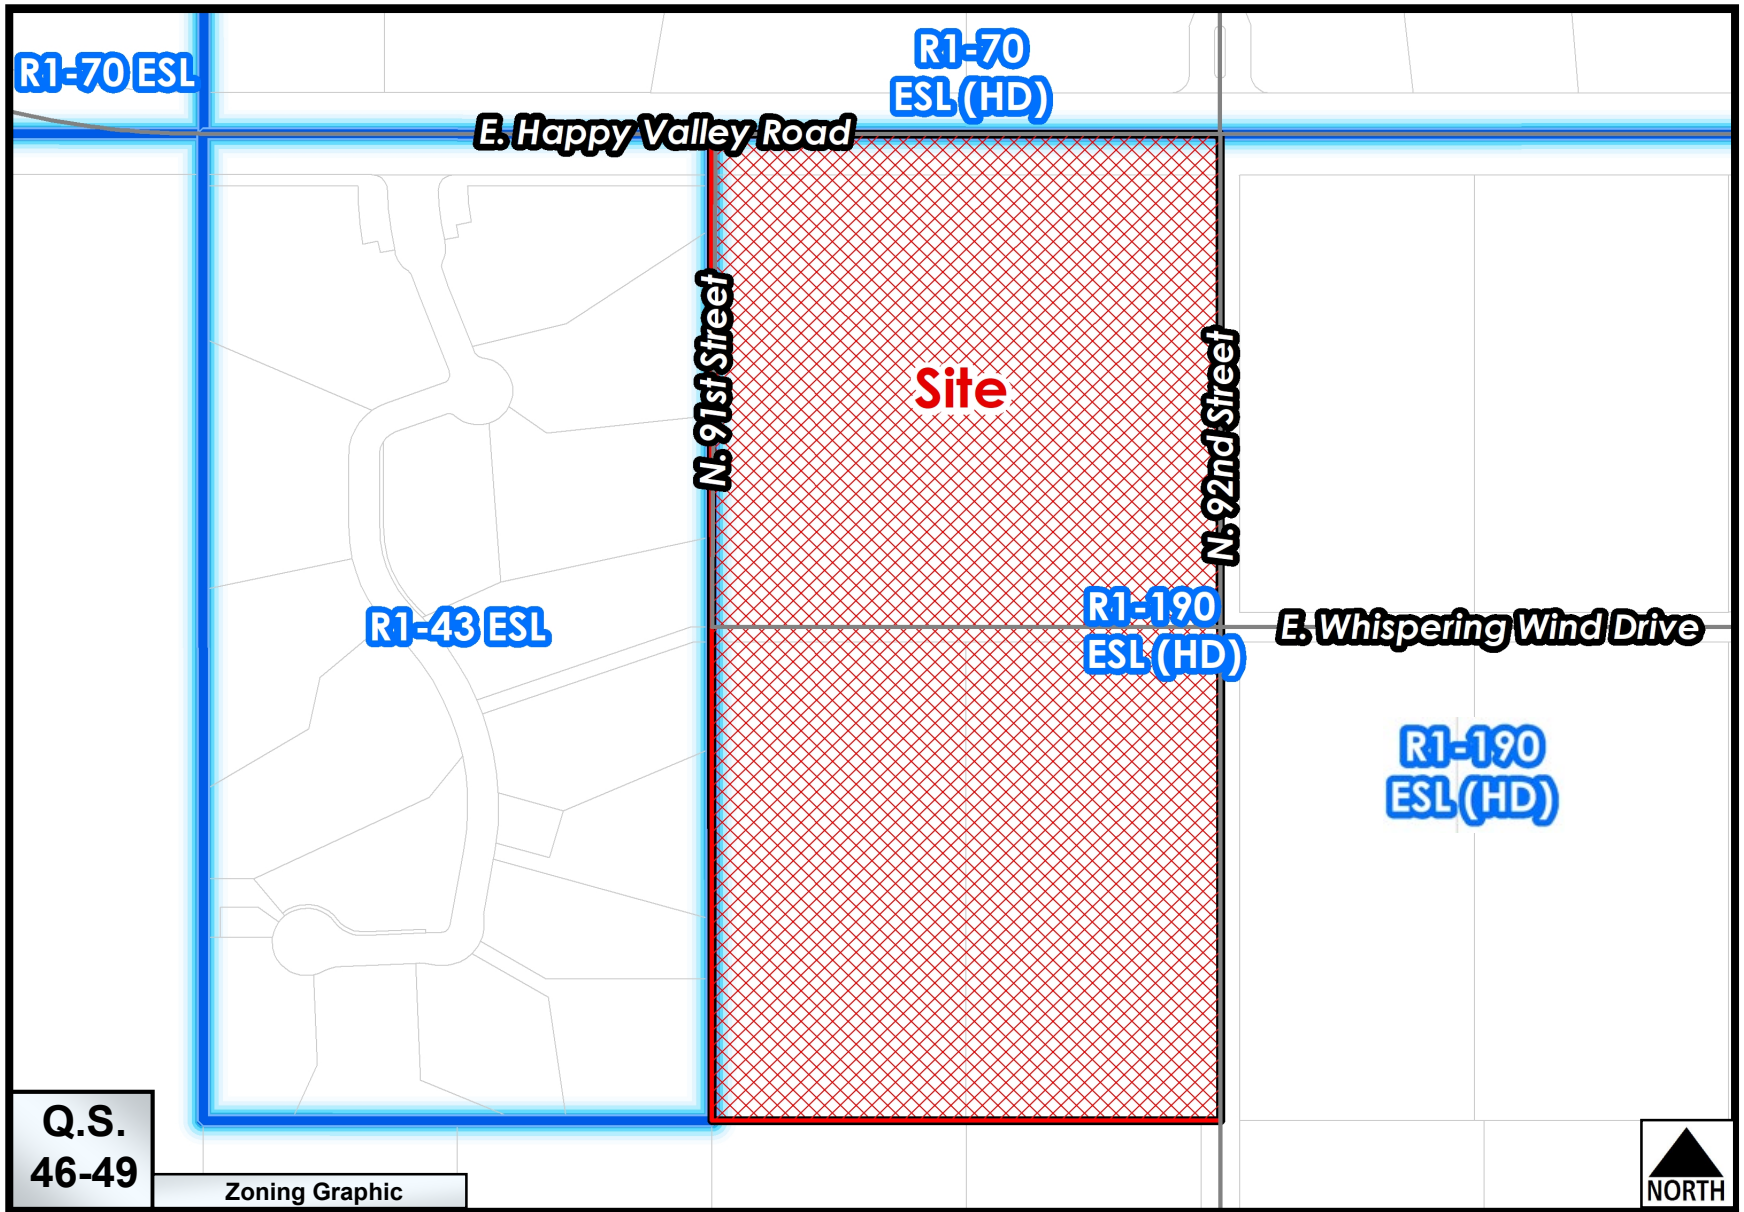 R1-70 ESL
R1-70
ESL (HD)
E. Happy Valley Road
N. 91st Street
Site
N. 92nd Street
R1-43 ESL
R1-190
ESL (HD)
E. Whispering Wind Drive
R1-190
ESL (HD)
Q.S.
46-49
Zoning Graphic
NORTH